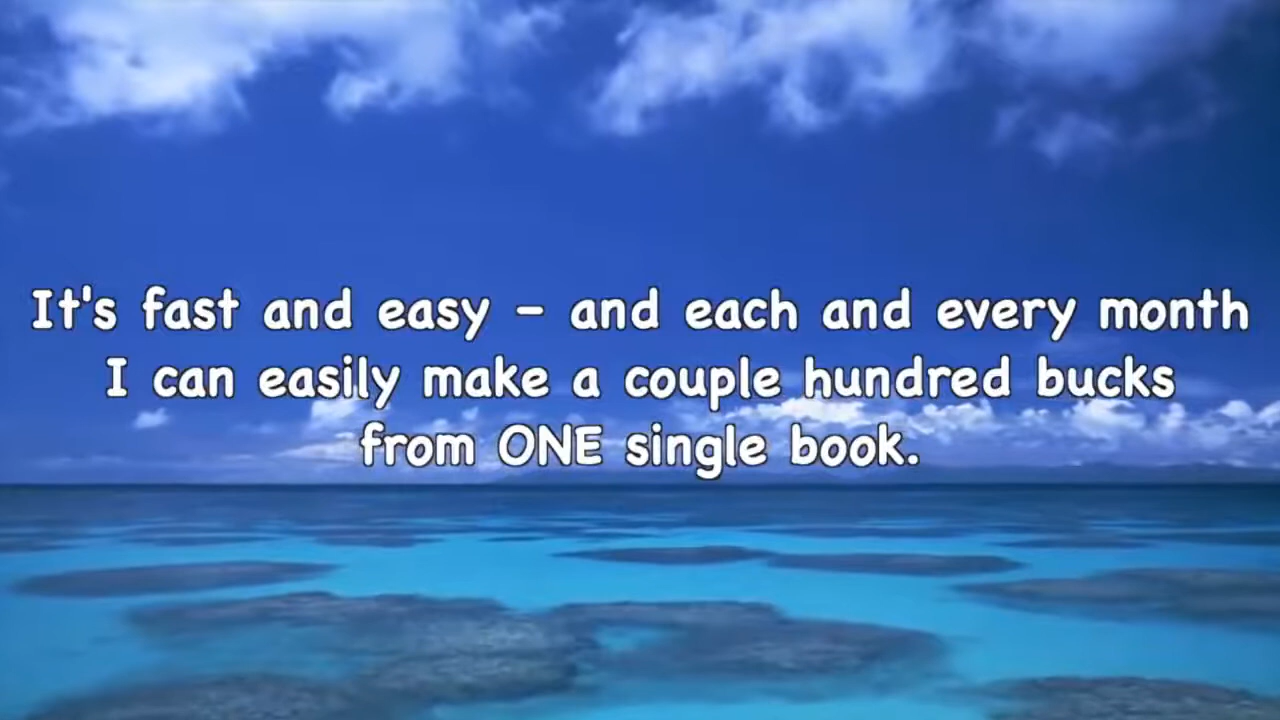 It's fast and easy – and each and every month
I can easily make a couple hundred bucks
from ONE single book.